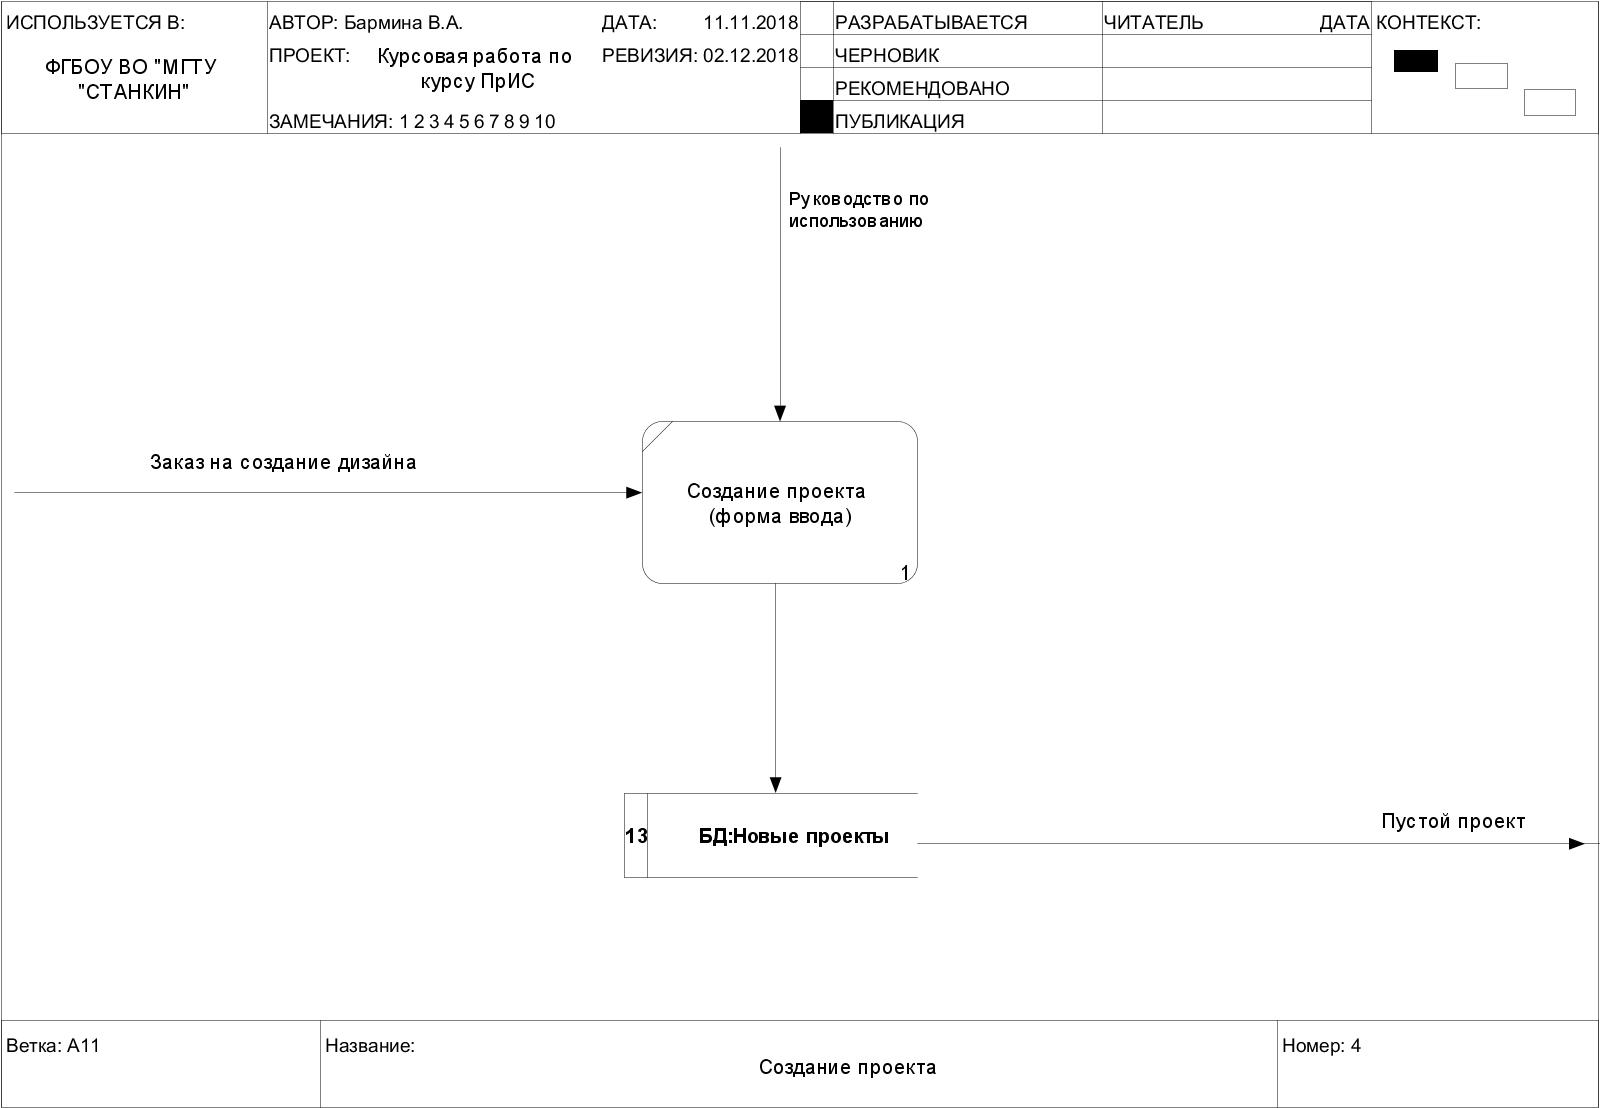 ИСПОЛЬЗУЕТСЯ В:
ФГБОУ ВО "МГТУ
"СТАНКИН"
АВТОР: Бармина В.А.
ДАТА: 11.11.2018
ПРОЕКТ: Курсовая работа по
курсу ПрИС
РЕВИЗИЯ: 02.12.2018
ЗАМЕЧАНИЯ: 1 2 3 4 5 6 7 8 9 10
РАЗРАБАТЫВАЕТСЯ
ЧЕРНОВИК
РЕКОМЕНДОВАНО
ПУБЛИКАЦИЯ
ЧИТАТЕЛЬ
ДАТА
КОНТЕКСТ:
Руководство по
использованию
Заказ на создание дизайна
Создание проекта
(форма ввода)
1
13
БД:Новые проекты
Пустой проект
Ветка: A11
Название:
Создание проекта
Номер: 4